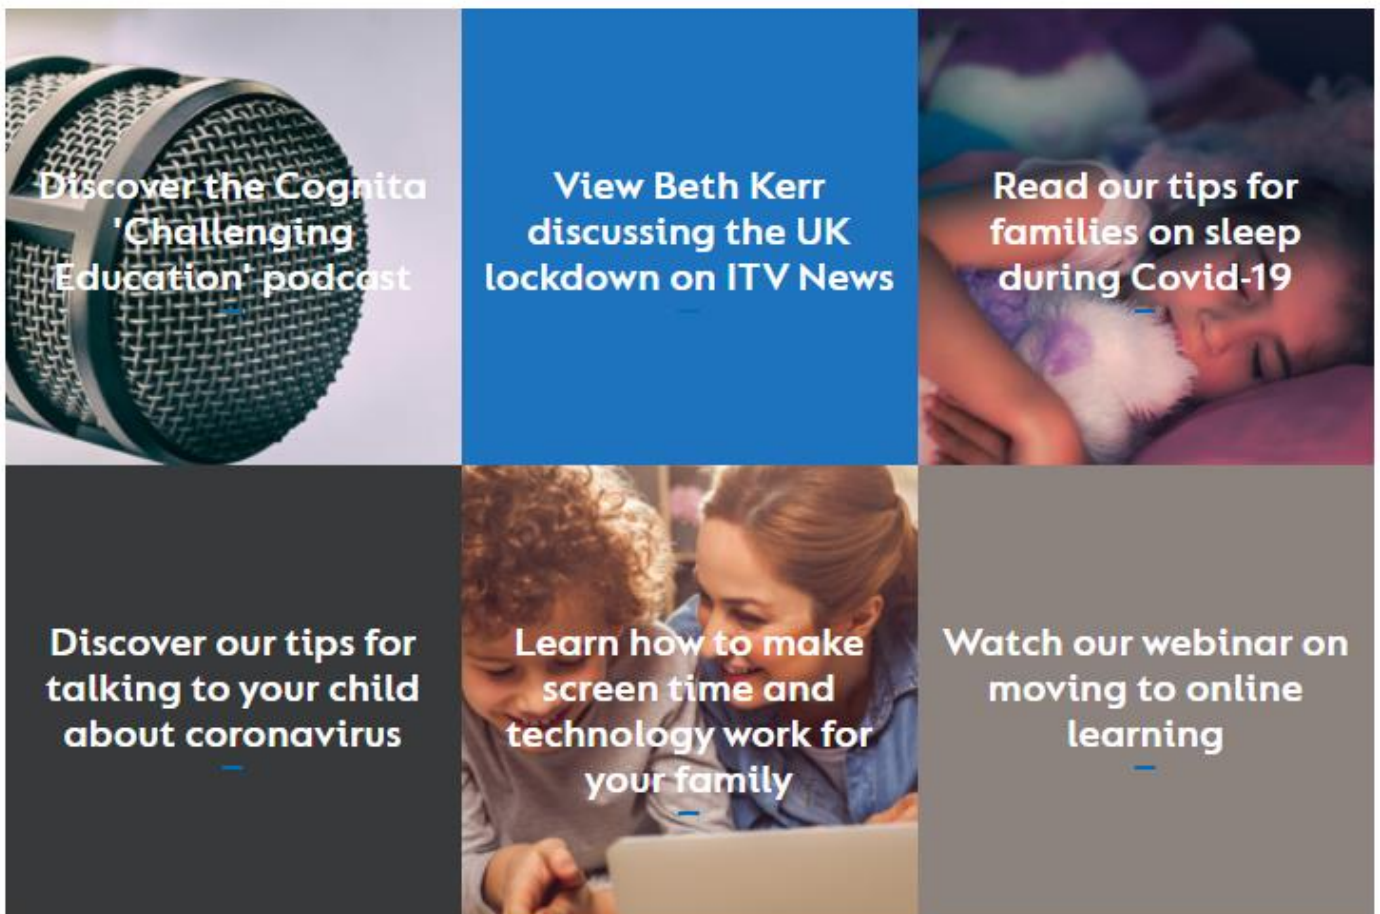 Discover the Cognita
'Challenging
Education' podcast
View Beth Kerr
discussing the UK
lockdown on ITV News
Read our tips for
families on sleep
during Covid-19
Discover our tips for
talking to your child
about coronavirus
Learn how to make
screen time and
technology work for
your family
Watch our webinar on
moving to online
learning